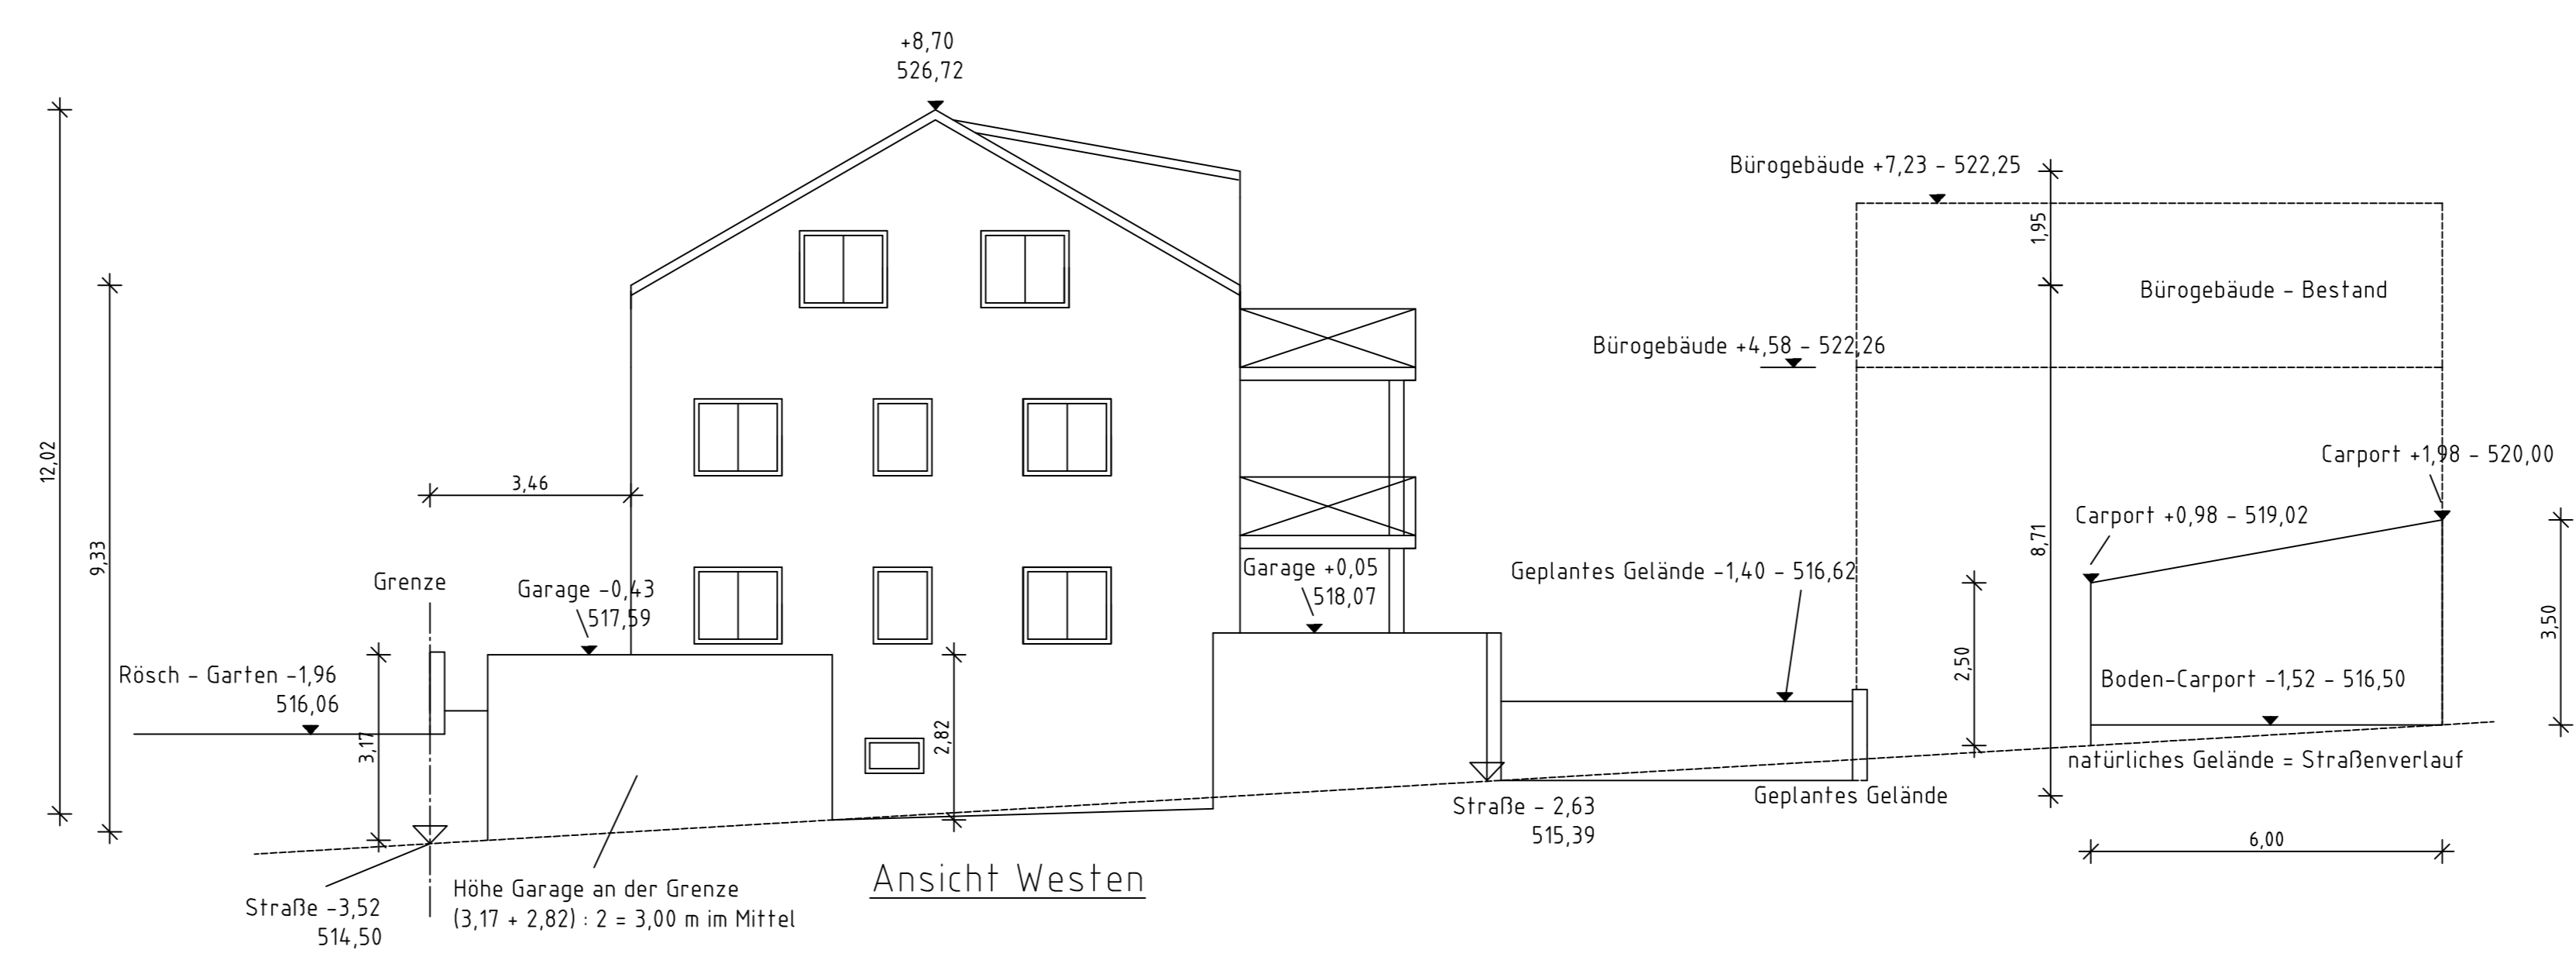 +8,70
526,72
Bürogebäude +7,23 – 522,25
1,95
Bürogebäude – Bestand
Bürogebäude +4,58 – 522,26
12,02
9,33
3,46
Carport +1,98 – 520,00
Carport +0,98 – 519,02
8,71
Grenze
Garage -0,43
517,59
Garage +0,05
518,07
Geplantes Gelände -1,40 – 516,62
2,50
3,50
Rösch – Garten -1,96
516,06
3,17
2,82
Boden-Carport -1,52 – 516,50
natürliches Gelände = Straßenverlauf
Geplantes Gelände
Straße – 2,63
515,39
6,00
Ansicht Westen
Höhe Garage an der Grenze
(3,17 + 2,82) : 2 = 3,00 m im Mittel
Straße -3,52
514,50